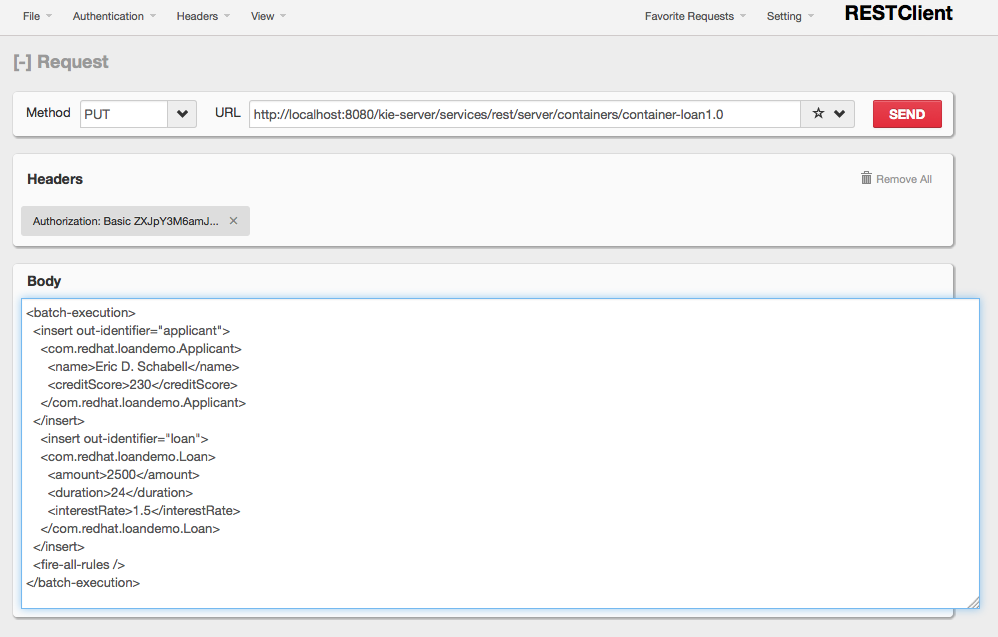 File Authentication Headers View Favorite Requests Setting RESTClient
[-] Request
Method PUT URL http://localhost:8080/kie-server/services/rest/server/containers/container-loan1.0 SEND
Headers Remove All
Authorization: Basic ZXJpY3M6amJ... ×
Body
<batch-execution>
  <insert out-identifier="applicant">
    <com.redhat.loandemo.Applicant>
      <name>Eric D. Schabell</name>
      <creditScore>230</creditScore>
    </com.redhat.loandemo.Applicant>
  </insert>
    <insert out-identifier="loan">
    <com.redhat.loandemo.Loan>
      <amount>2500</amount>
      <duration>24</duration>
      <interestRate>1.5</interestRate>
    </com.redhat.loandemo.Loan>
  </insert>
  <fire-all-rules />
</batch-execution>